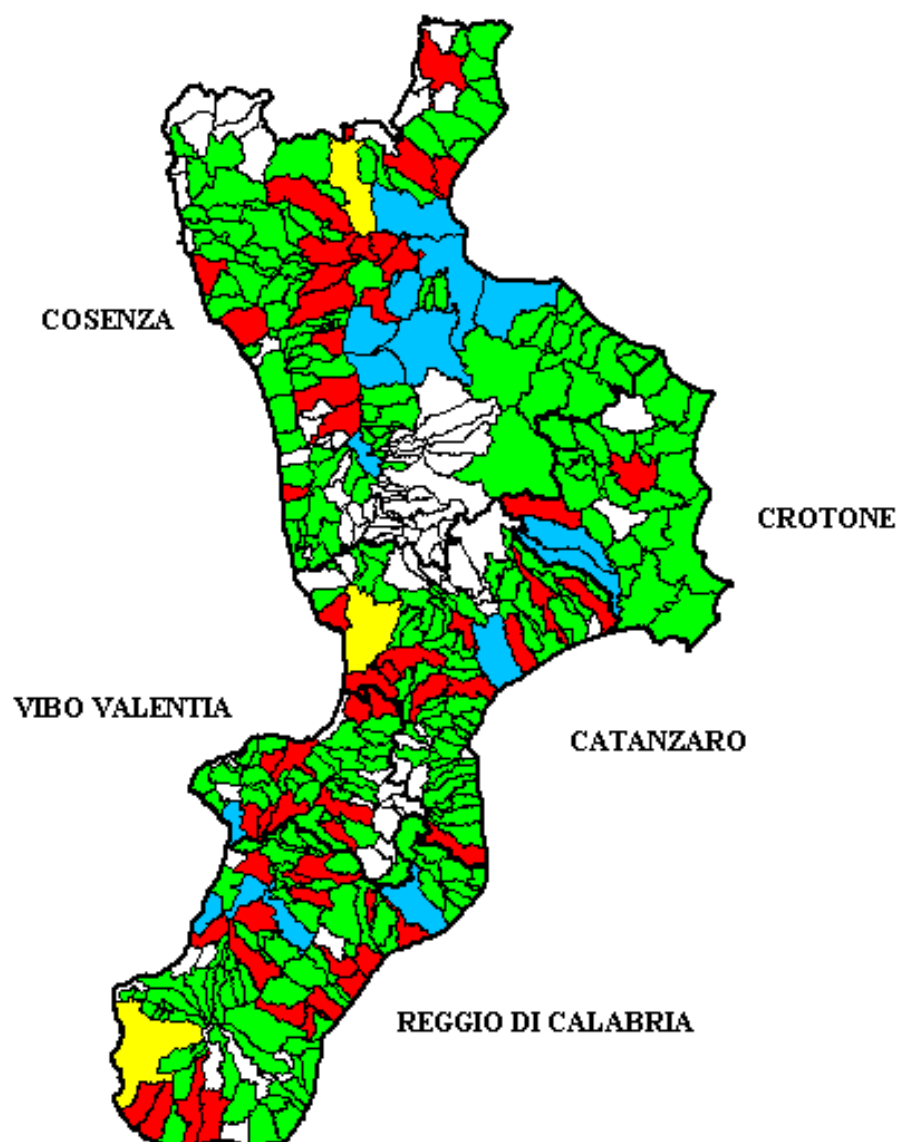 COSENZA
CROTONE
VIBO VALENTIA
CATANZARO
REGGIO DI CALABRIA